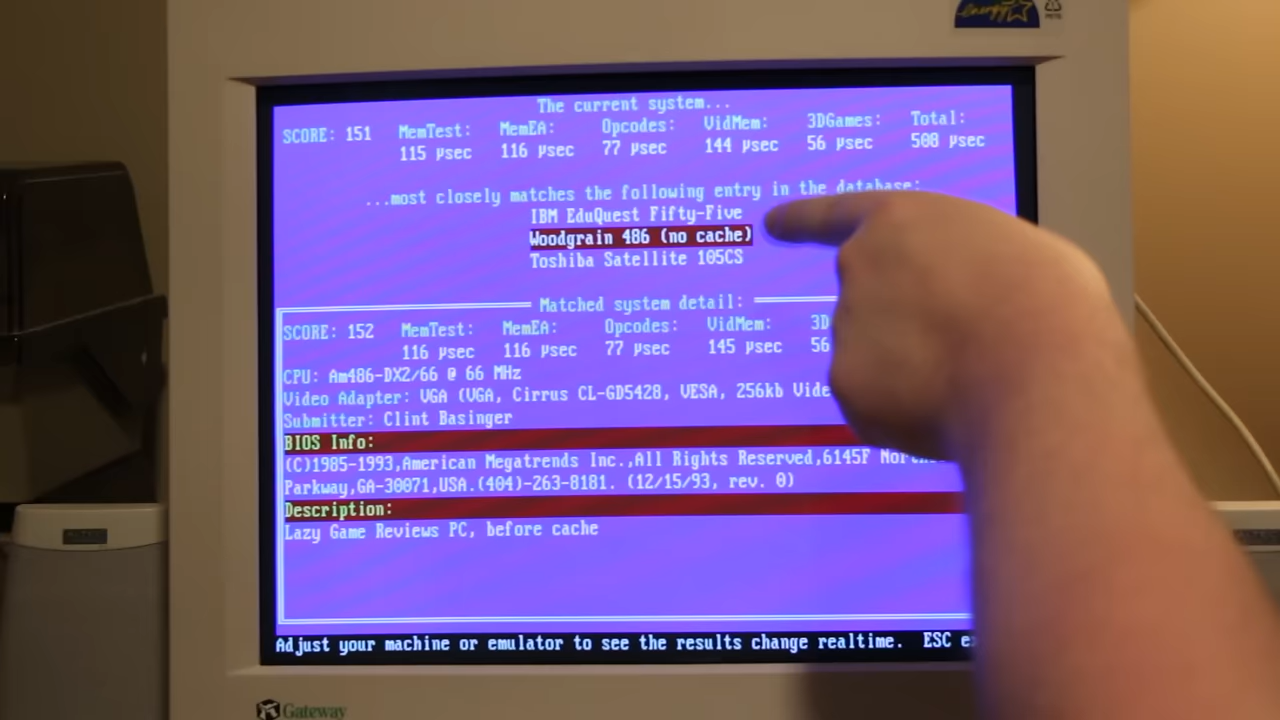 energy
The current system...
SCORE: 151 MemTest: MemEA: Opcodes: VidMem: 3DGames: Total:
115 µsec 116 µsec 77 µsec 144 µsec 56 µsec 508 µsec
...most closely matches the following entry in the database:
IBM EduQuest Fifty-Five
Woodgrain 486 (no cache)
Toshiba Satellite 105CS
Matched system detail:
SCORE: 152 MemTest: MemEA: Opcodes: VidMem: 3D
116 µsec 116 µsec 77 µsec 145 µsec 56
CPU: Am486-DX2/66 @ 66 MHz
Video Adapter: VGA (VGA, Cirrus CL-GD5428, VESA, 256kb Vide
Submitter: Clint Basinger
BIOS Info:
(C)1985-1993,American Megatrends Inc.,All Rights Reserved,6145F
Parkway,GA-30071,USA.(404)-263-8181. (12/15/93, rev. 0)
Description:
Lazy Game Reviews PC, before cache
Adjust your machine or emulator to see the results change realtime. ESC
Gateway